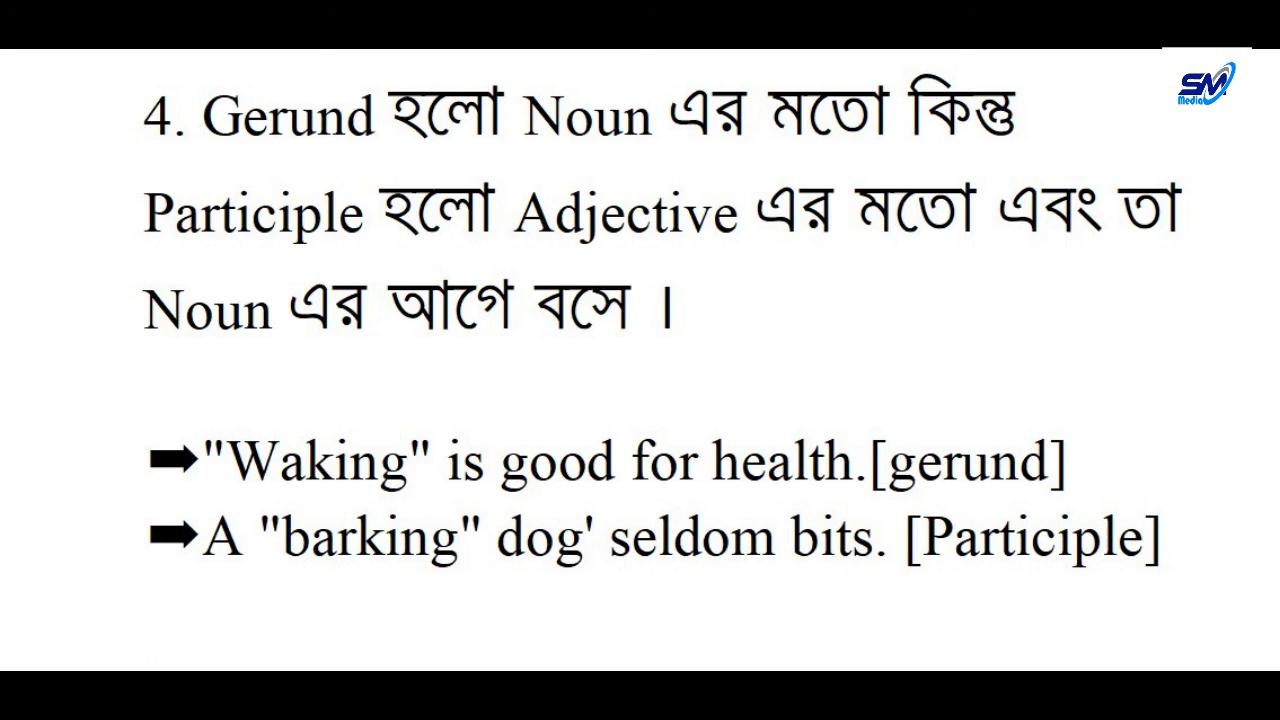 SM
Media
4. Gerund হলো Noun এর মতো কিন্তু
Participle হলো Adjective এর মতো এবং তা
Noun এর আগে বসে ।
➡"Waking" is good for health.[gerund]
➡A "barking" dog' seldom bits. [Participle]